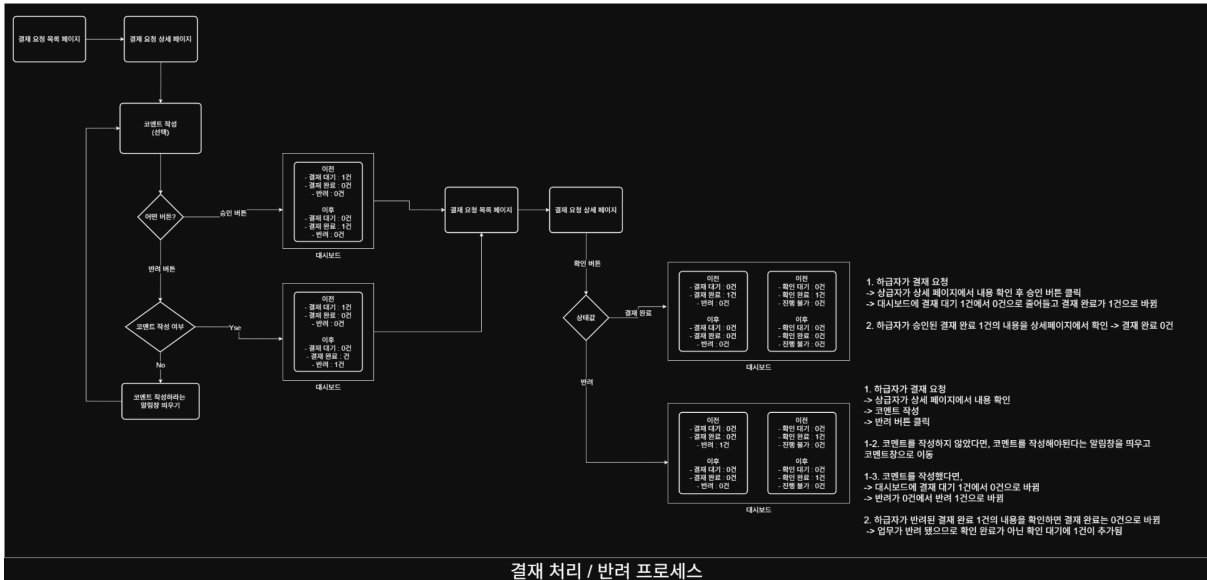 결재 요청 목록 페이지
결재 요청 상세 페이지
코멘트 작성
(선택)
어떤 버튼?
승인 버튼
이전
- 결재 대기 : 1건
- 결재 완료 : 0건
- 반려 : 0건
이후
- 결재 대기 : 0건
- 결재 완료 : 1건
- 반려 : 0건
대시보드
결재 요청 목록 페이지
결재 요청 상세 페이지
반려 버튼
코멘트 작성 여부
Yse
이전
- 결재 대기 : 1건
- 결재 완료 : 0건
- 반려 : 0건
이후
- 결재 대기 : 0건
- 결재 완료 : 건
- 반려 : 1건
대시보드
No
코멘트 작성하라는
알림창 띄우기
확인 버튼
상태값
결재 완료
이전
- 결재 대기 : 0건
- 결재 완료 : 1건
- 반려 : 0건
이후
- 결재 대기 : 0건
- 결재 완료 : 0건
- 반려 : 0건
이전
- 확인 대기 : 0건
- 확인 완료 : 1건
- 진행 불가 : 0건
이후
- 확인 대기 : 0건
- 확인 완료 : 0건
- 진행 불가 : 0건
대시보드
1. 하급자가 결재 요청
-> 상급자가 상세 페이지에서 내용 확인 후 승인 버튼 클릭
-> 대시보드에 결재 대기 1건에서 0건으로 줄어들고 결재 완료가 1건으로 바뀜
2. 하급자가 승인된 결재 완료 1건의 내용을 상세페이지에서 확인 -> 결재 완료 0건
반려
이전
- 결재 대기 : 0건
- 결재 완료 : 0건
- 반려 : 1건
이후
- 결재 대기 : 0건
- 결재 완료 : 0건
- 반려 : 0건
이전
- 확인 대기 : 0건
- 확인 완료 : 1건
- 진행 불가 : 0건
이후
- 확인 대기 : 0건
- 확인 완료 : 1건
- 진행 불가 : 0건
대시보드
1. 하급자가 결재 요청
-> 상급자가 상세 페이지에서 내용 확인
-> 코멘트 작성
-> 반려 버튼 클릭
1-2. 코멘트를 작성하지 않았다면, 코멘트를 작성해야된다는 알림창을 띄우고
코멘트창으로 이동
1-3. 코멘트를 작성했다면,
-> 대시보드에 결재 대기 1건에서 0건으로 바뀜
-> 반려가 0건에서 반려 1건으로 바뀜
2. 하급자가 반려된 결재 완료 1건의 내용을 확인하면 결재 완료는 0건으로 바뀜
-> 업무가 반려 됐으므로 확인 완료가 아닌 확인 대기에 1건이 추가됨
결재 처리 / 반려 프로세스